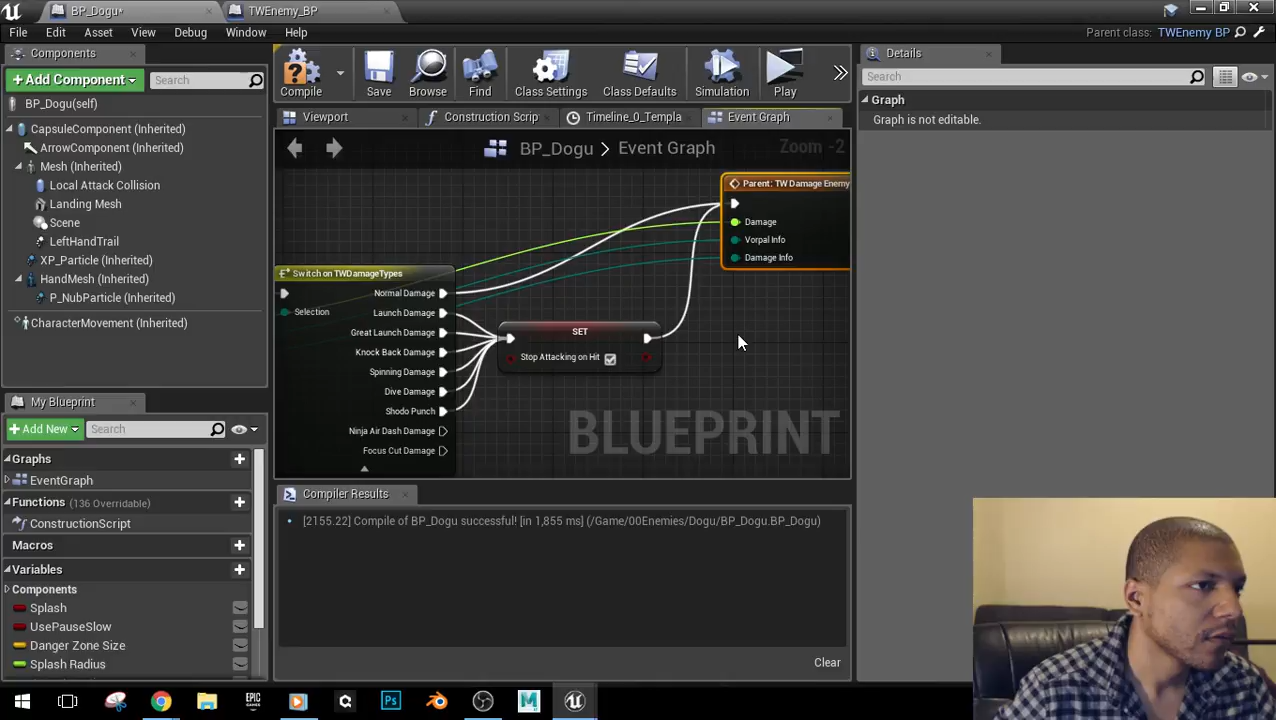 BP_Dogu*
TWEnemy_BP
File Edit Asset View Debug Window Help
Parent class: TWEnemy BP
Components
Add Component
Search
BP_Dogu(self)
CapsuleComponent (Inherited)
ArrowComponent (Inherited)
Mesh (Inherited)
Local Attack Collision
Landing Mesh
Scene
LeftHandTrail
XP_Particle (Inherited)
HandMesh (Inherited)
P_NubParticle (Inherited)
CharacterMovement (Inherited)
My Blueprint
Add New
Search
Graphs
EventGraph
Functions (136 Overridable)
ConstructionScript
Macros
Variables
Components
Splash
UsePauseSlow
Danger Zone Size
Splash Radius
Compile
Save
Browse
Find
Class Settings
Class Defaults
Simulation
Play
Viewport
Construction Scrip
Timeline_0_Templa
Event Graph
BP_Dogu > Event Graph
Zoom -2
Parent: TW Damage Enemy
Damage
Vorpal Info
Damage Info
Switch on TWDamageTypes
Selection
Normal Damage
Launch Damage
Great Launch Damage
Knock Back Damage
Spinning Damage
Dive Damage
Shodo Punch
Ninja Air Dash Damage
Focus Cut Damage
SET
Stop Attacking on Hit
BLUEPRINT
Compiler Results
[2155.22] Compile of BP_Dogu successful! [in 1,855 ms] (/Game/00Enemies/Dogu/BP_Dogu.BP_Dogu)
Clear
Details
Search
Graph
Graph is not editable.
EPIC
GAMES
Ps
M